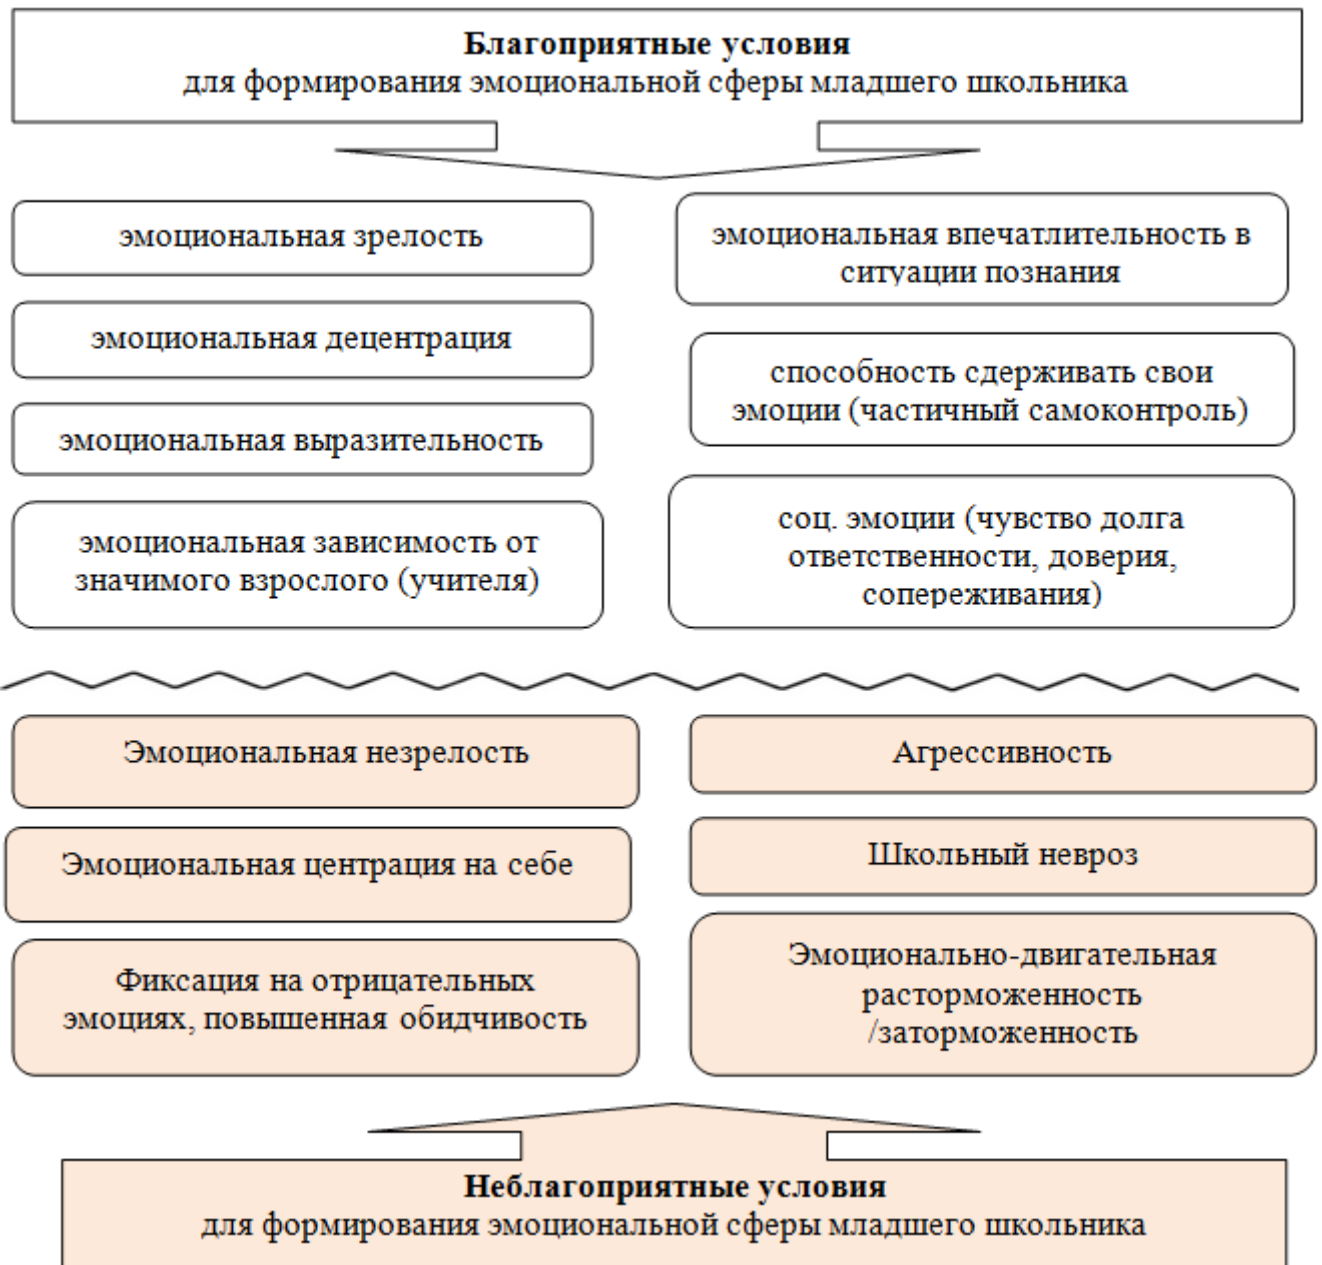 Благоприятные условия
для формирования эмоциональной сферы младшего школьника
эмоциональная зрелость
эмоциональная децентрация
эмоциональная выразительность
эмоциональная зависимость от
значимого взрослого (учителя)
эмоциональная впечатлительность в
ситуации познания
способность сдерживать свои
эмоции (частичный самоконтроль)
соц. эмоции (чувство долга
ответственности, доверия,
сопереживания)
Эмоциональная незрелость
Эмоциональная центрация на себе
Фиксация на отрицательных
эмоциях, повышенная обидчивость
Агрессивность
Школьный невроз
Эмоционально-двигательная
расторможенность
/заторможенность
Неблагоприятные условия
для формирования эмоциональной сферы младшего школьника